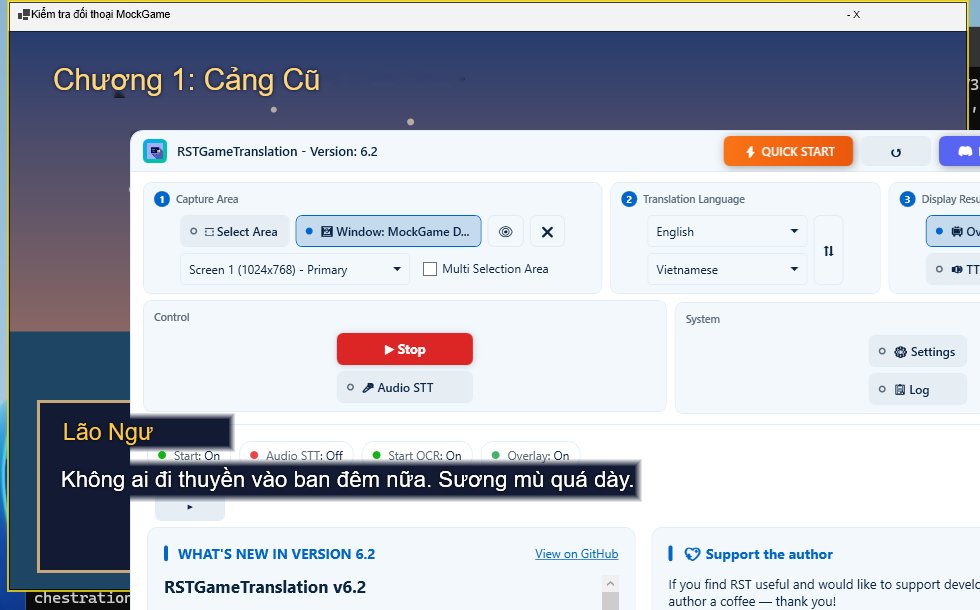 Kiểm tra đối thoại MockGame
- X
Chương 1: Cảng Cũ
RSTGameTranslation - Version: 6.2
QUICK START
1 Capture Area
Select Area
Window: MockGame D...
Screen 1 (1024x768) - Primary
Multi Selection Area
2 Translation Language
English
Vietnamese
3 Display Resu
Ov
TT
Control
Stop
Audio STT
System
Settings
Log
Lão Ngư
Start: On
Audio STT: Off
Start OCR: On
Overlay: On
Không ai đi thuyền vào ban đêm nữa. Sương mù quá dày.
WHAT'S NEW IN VERSION 6.2
View on GitHub
RSTGameTranslation v6.2
Support the author
If you find RST useful and would like to support develo
author a coffee — thank you!
chestration